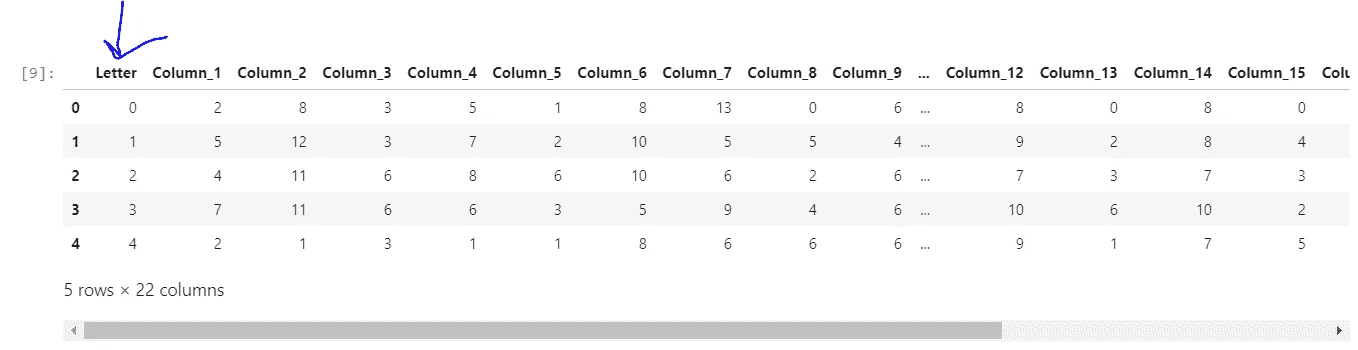 [9]: Letter Column_1 Column_2 Column_3 Column_4 Column_5 Column_6 Column_7 Column_8 Column_9 ... Column_12 Column_13 Column_14 Column_15 Colu
0 0 2 8 3 5 1 8 13 0 6 ... 8 0 8 0
1 1 5 12 3 7 2 10 5 5 4 ... 9 2 8 4
2 2 4 11 6 8 6 10 6 2 6 ... 7 3 7 3
3 3 7 11 6 6 3 5 9 4 6 ... 10 6 10 2
4 4 2 1 3 1 1 8 6 6 6 ... 9 1 7 5
5 rows × 22 columns